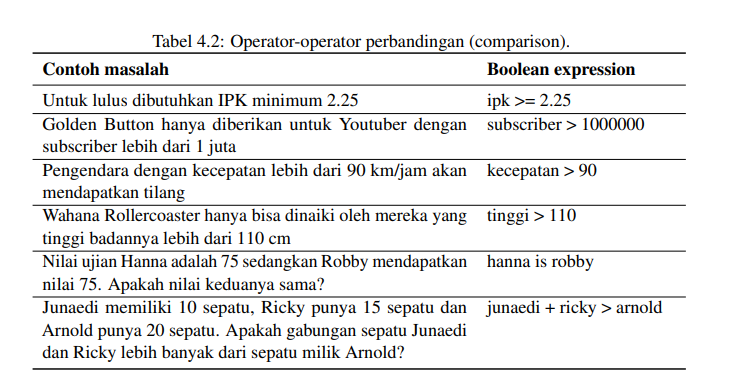 Tabel 4.2: Operator-operator perbandingan (comparison).
Contoh masalah Boolean expression
Untuk lulus dibutuhkan IPK minimum 2.25 ipk >= 2.25
Golden Button hanya diberikan untuk Youtuber dengan subscriber > 1000000
subscriber lebih dari 1 juta
Pengendara dengan kecepatan lebih dari 90 km/jam akan kecepatan > 90
mendapatkan tilang
Wahana Rollercoaster hanya bisa dinaiki oleh mereka yang tinggi > 110
tinggi badannya lebih dari 110 cm
Nilai ujian Hanna adalah 75 sedangkan Robby mendapatkan hanna is robby
nilai 75. Apakah nilai keduanya sama?
Junaedi memiliki 10 sepatu, Ricky punya 15 sepatu dan junaedi + ricky > arnold
Arnold punya 20 sepatu. Apakah gabungan sepatu Junaedi
dan Ricky lebih banyak dari sepatu milik Arnold?